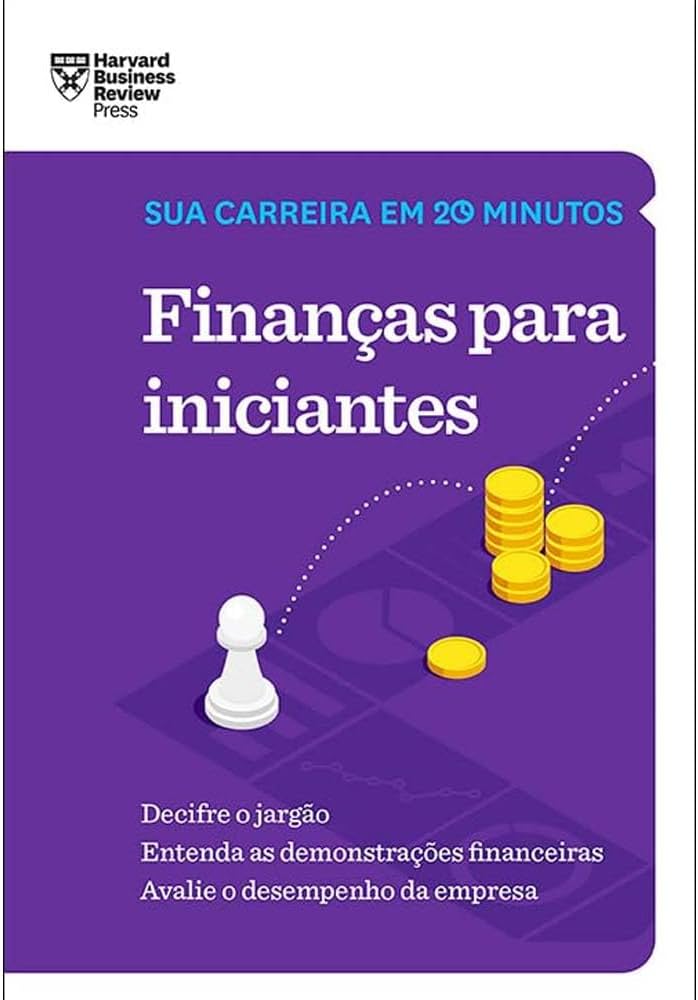 Harvard
Business
Review
Press
SUA CARREIRA EM 20 MINUTOS
Finanças para
iniciantes
Decifre o jargão
Entenda as demonstrações financeiras
Avalie o desempenho da empresa